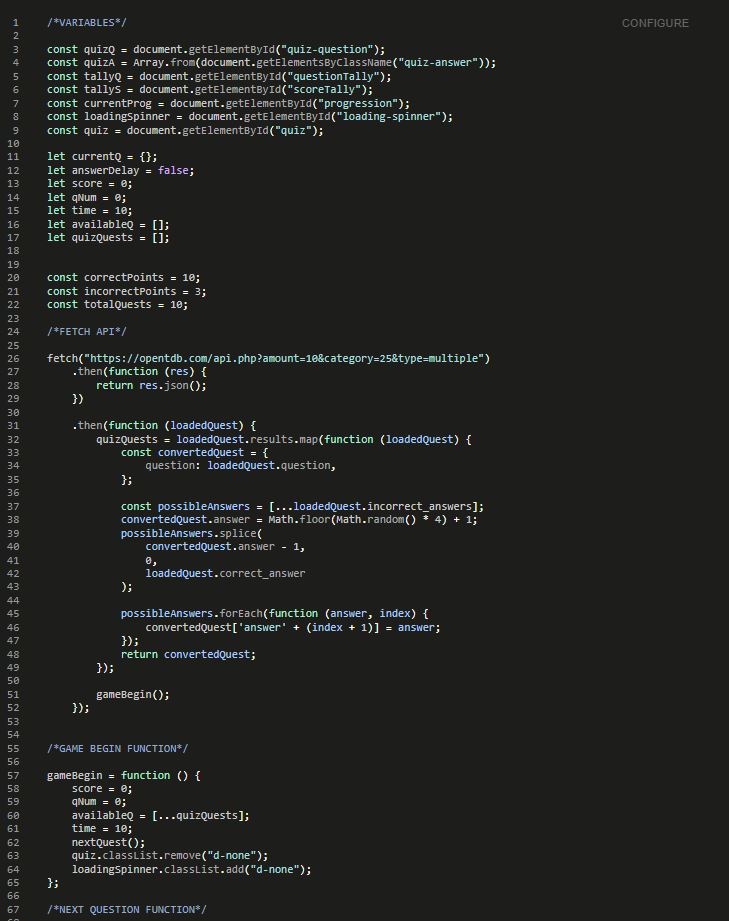 CONFIGURE
1 /*VARIABLES*/
2
3 const quizQ = document.getElementById("quiz-question");
4 const quizA = Array.from(document.getElementsByClassName("quiz-answer"));
5 const tallyQ = document.getElementById("questionTally");
6 const tallyS = document.getElementById("scoreTally");
7 const currentProg = document.getElementById("progression");
8 const loadingSpinner = document.getElementById("loading-spinner");
9 const quiz = document.getElementById("quiz");
10
11 let currentQ = {};
12 let answerDelay = false;
13 let score = 0;
14 let qNum = 0;
15 let time = 10;
16 let availableQ = [];
17 let quizQuests = [];
18
19
20 const correctPoints = 10;
21 const incorrectPoints = 3;
22 const totalQuests = 10;
23
24 /*FETCH API*/
25
26 fetch("https://opentdb.com/api.php?amount=10&category=25&type=multiple")
27     .then(function (res) {
28         return res.json();
29     })
30
31     .then(function (loadedQuest) {
32         quizQuests = loadedQuest.results.map(function (loadedQuest) {
33             const convertedQuest = {
34                 question: loadedQuest.question,
35             };
36
37             const possibleAnswers = [...loadedQuest.incorrect_answers];
38             convertedQuest.answer = Math.floor(Math.random() * 4) + 1;
39             possibleAnswers.splice(
40                 convertedQuest.answer - 1,
41                 0,
42                 loadedQuest.correct_answer
43             );
44
45             possibleAnswers.forEach(function (answer, index) {
46                 convertedQuest['answer' + (index + 1)] = answer;
47             });
48             return convertedQuest;
49         });
50
51         gameBegin();
52     });
53
54
55 /*GAME BEGIN FUNCTION*/
56
57 gameBegin = function () {
58     score = 0;
59     qNum = 0;
60     availableQ = [...quizQuests];
61     time = 10;
62     nextQuest();
63     quiz.classList.remove("d-none");
64     loadingSpinner.classList.add("d-none");
65 };
66
67 /*NEXT QUESTION FUNCTION*/